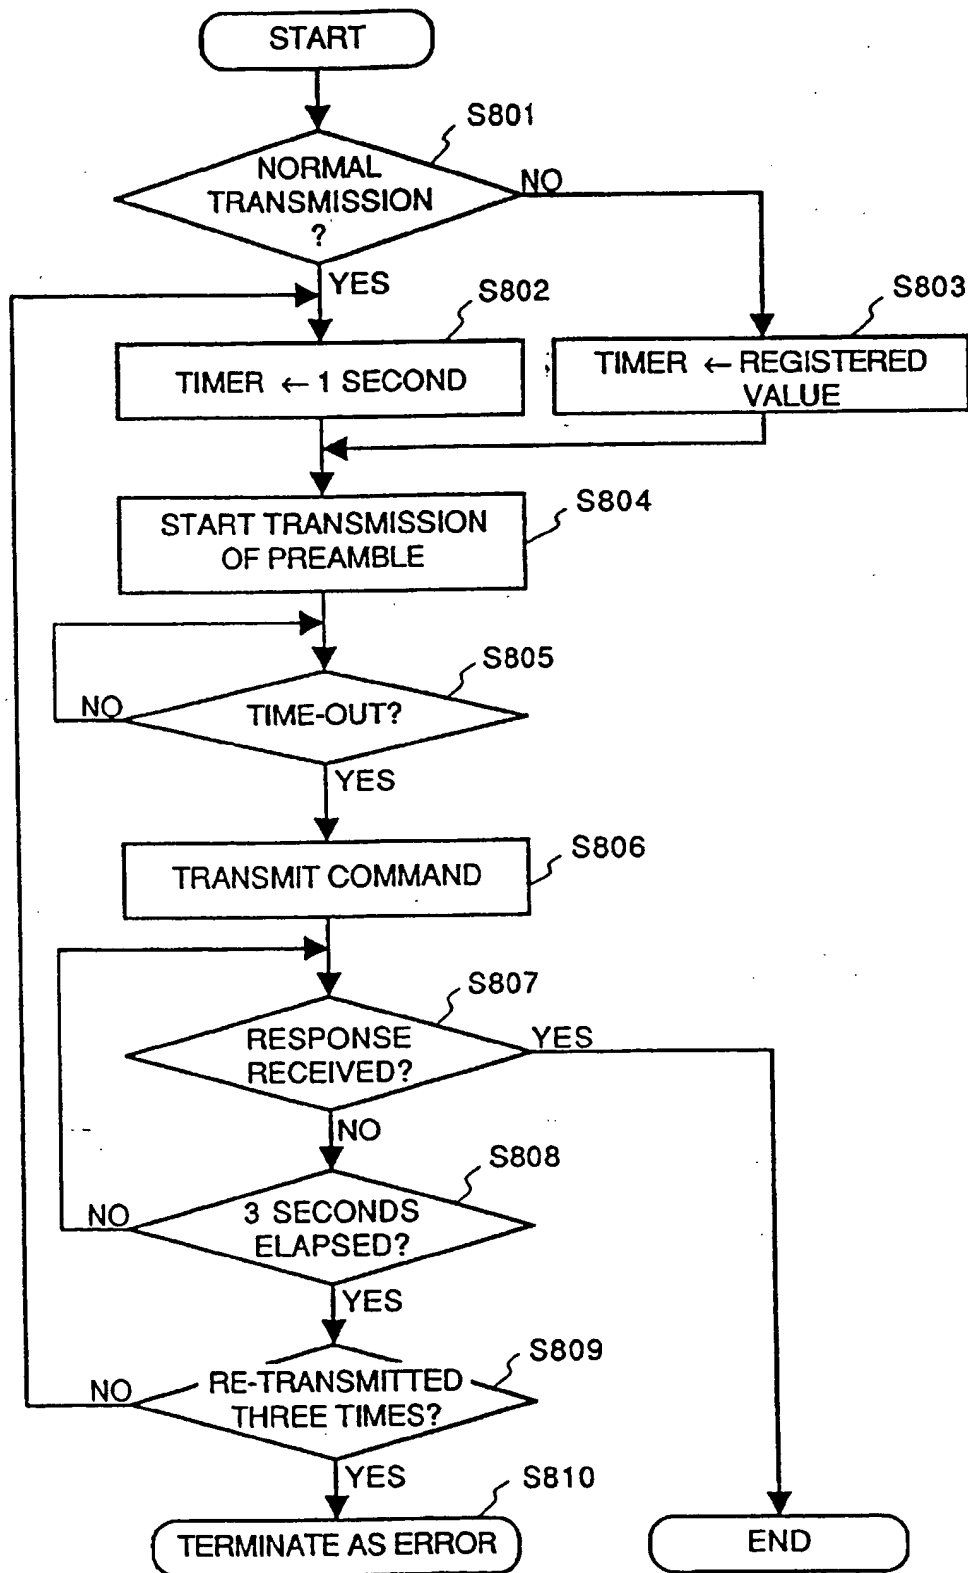 START
S801
NORMAL
TRANSMISSION
?
NO
YES
S802
S803
TIMER ← 1 SECOND
TIMER ← REGISTERED
VALUE
S804
START TRANSMISSION
OF PREAMBLE
S805
NO
TIME-OUT?
YES
S806
TRANSMIT COMMAND
S807
RESPONSE
RECEIVED?
YES
NO
S808
NO
3 SECONDS
ELAPSED?
YES
S809
NO
RE-TRANSMITTED
THREE TIMES?
YES
S810
TERMINATE AS ERROR
END